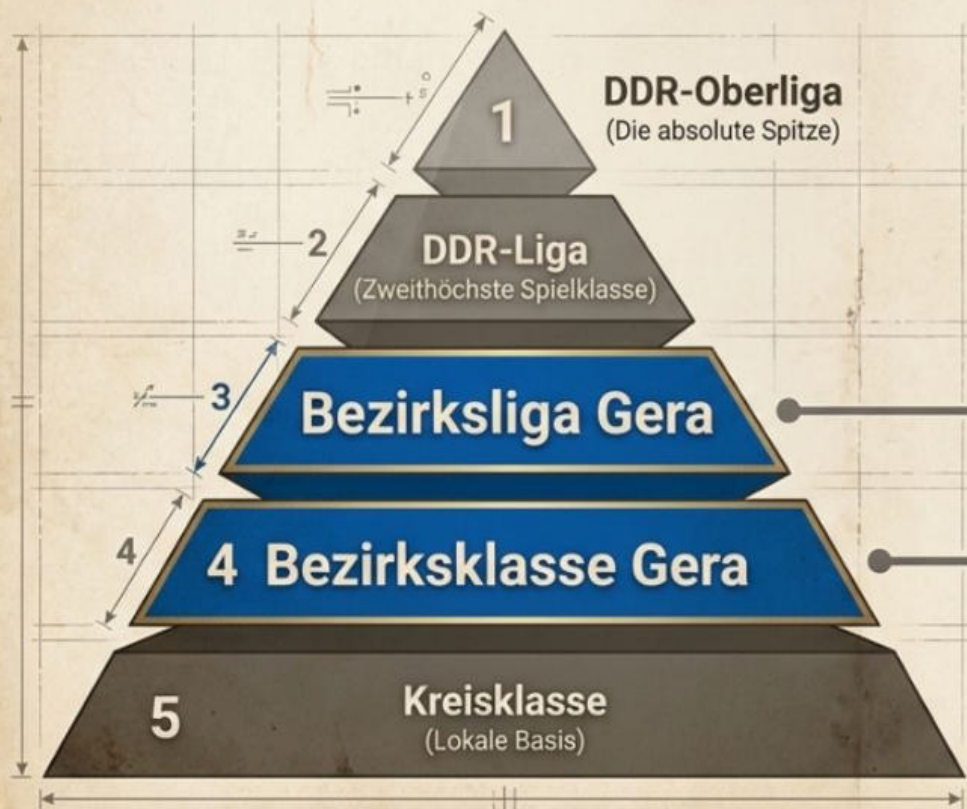 1
DDR-Oberliga
(Die absolute Spitze)
2
DDR-Liga
(Zweithöchste Spielklasse)
3
Bezirksliga Gera
4
4 Bezirksklasse Gera
5
Kreisklasse
(Lokale Basis)